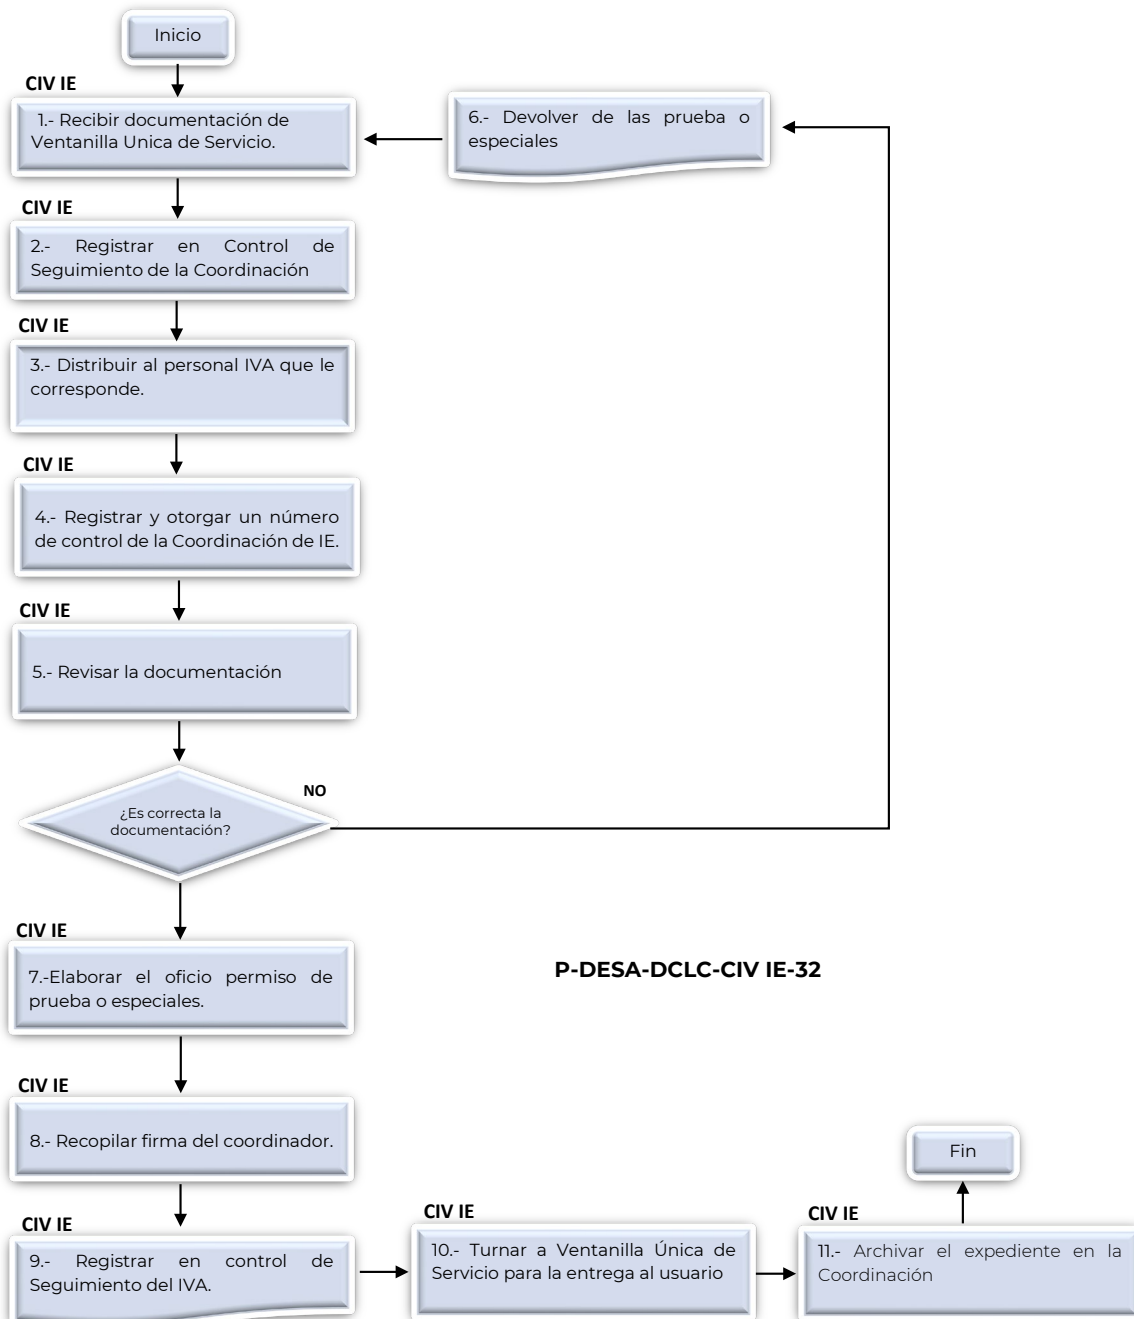 Inicio
CIV IE
1.- Recibir documentación de
Ventanilla Unica de Servicio.
6.- Devolver de las prueba o
especiales
CIV IE
2.- Registrar en Control de
Seguimiento de la Coordinación
CIV IE
3.- Distribuir al personal IVA que le
corresponde.
CIV IE
4.- Registrar y otorgar un número
de control de la Coordinación de IE.
CIV IE
5.- Revisar la documentación
¿Es correcta la
documentación?
NO
CIV IE
7.-Elaborar el oficio permiso de
prueba o especiales.
P-DESA-DCLC-CIV IE-32
CIV IE
8.- Recopilar firma del coordinador.
CIV IE
9.- Registrar en control de
Seguimiento del IVA.
CIV IE
10.- Turnar a Ventanilla Única de
Servicio para la entrega al usuario
CIV IE
11.- Archivar el expediente en la
Coordinación
Fin